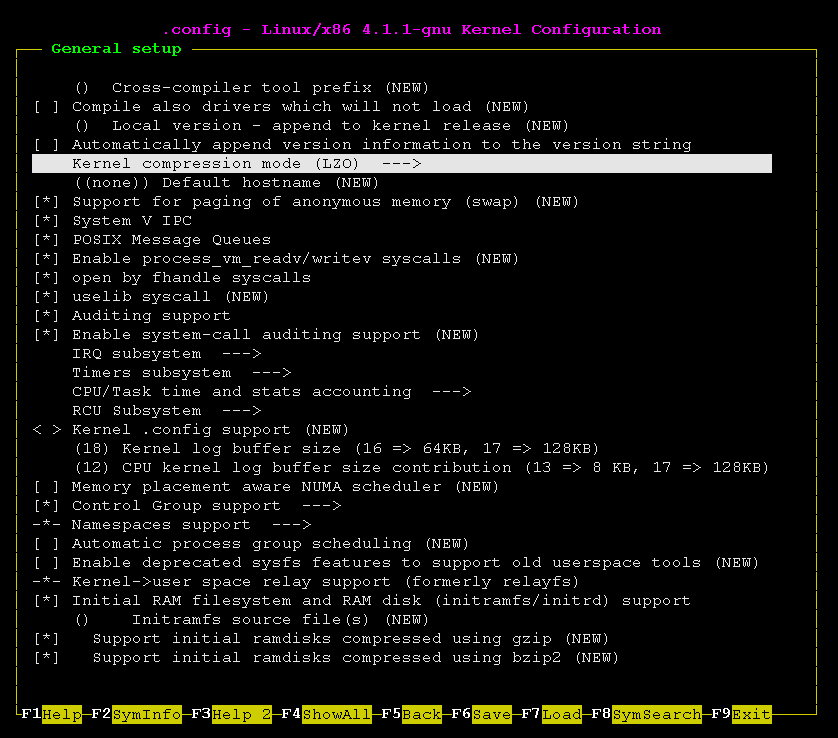 .config - Linux/x86 4.1.1-gnu Kernel Configuration
General setup
() Cross-compiler tool prefix (NEW)
[ ] Compile also drivers which will not load (NEW)
() Local version - append to kernel release (NEW)
[ ] Automatically append version information to the version string
Kernel compression mode (LZO) --->
((none)) Default hostname (NEW)
[*] Support for paging of anonymous memory (swap) (NEW)
[*] System V IPC
[*] POSIX Message Queues
[*] Enable process_vm_readv/writev syscalls (NEW)
[*] open by fhandle syscalls
[*] uselib syscall (NEW)
[*] Auditing support
[*] Enable system-call auditing support (NEW)
IRQ subsystem --->
Timers subsystem --->
CPU/Task time and stats accounting --->
RCU Subsystem --->
< > Kernel .config support (NEW)
(18) Kernel log buffer size (16 => 64KB, 17 => 128KB)
(12) CPU kernel log buffer size contribution (13 => 8 KB, 17 => 128KB)
[ ] Memory placement aware NUMA scheduler (NEW)
[*] Control Group support --->
-*- Namespaces support --->
[ ] Automatic process group scheduling (NEW)
[ ] Enable deprecated sysfs features to support old userspace tools (NEW)
-*- Kernel->user space relay support (formerly relayfs)
[*] Initial RAM filesystem and RAM disk (initramfs/initrd) support
() Initramfs source file(s) (NEW)
[*] Support initial ramdisks compressed using gzip (NEW)
[*] Support initial ramdisks compressed using bzip2 (NEW)
F1Help F2SymInfo F3Help 2 F4ShowAll F5Back F6Save F7Load F8SymSearch F9Exit